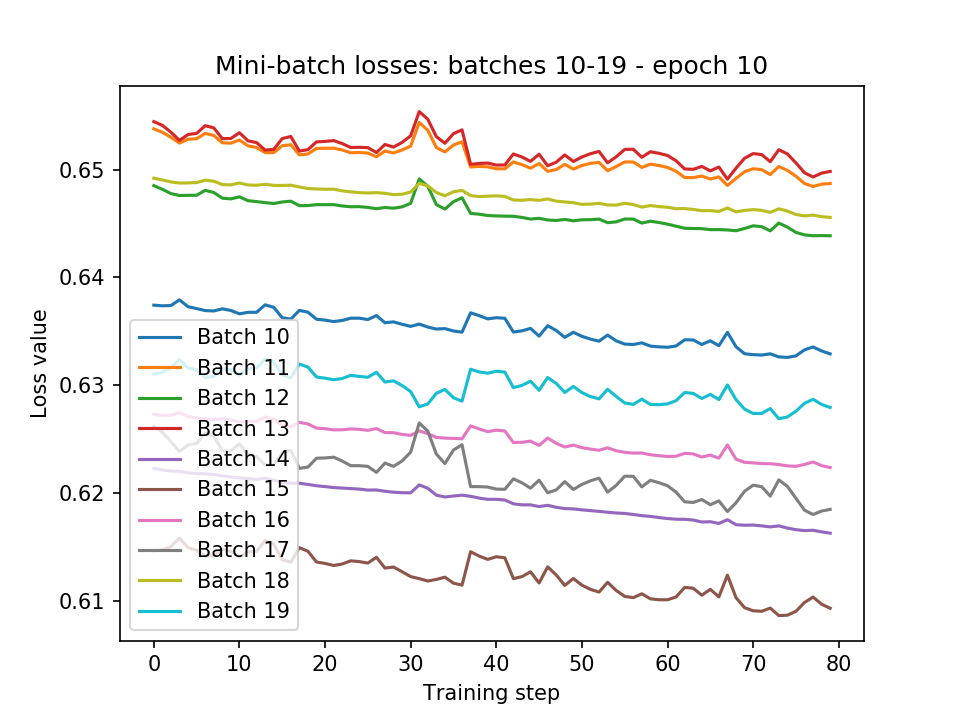 Mini-batch losses: batches 10-19 - epoch 10
Loss value
0.65
0.64
0.63
0.62
0.61
Batch 10
Batch 11
Batch 12
Batch 13
Batch 14
Batch 15
Batch 16
Batch 17
Batch 18
Batch 19
0 10 20 30 40 50 60 70 80
Training step